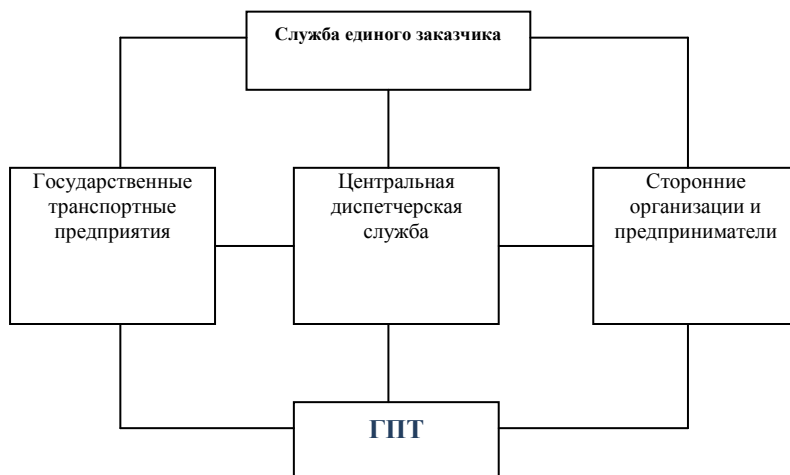 Служба единого заказчика
Государственные
транспортные
предприятия
Центральная
диспетчерская
служба
Сторонние
организации и
предприниматели
ГПТ